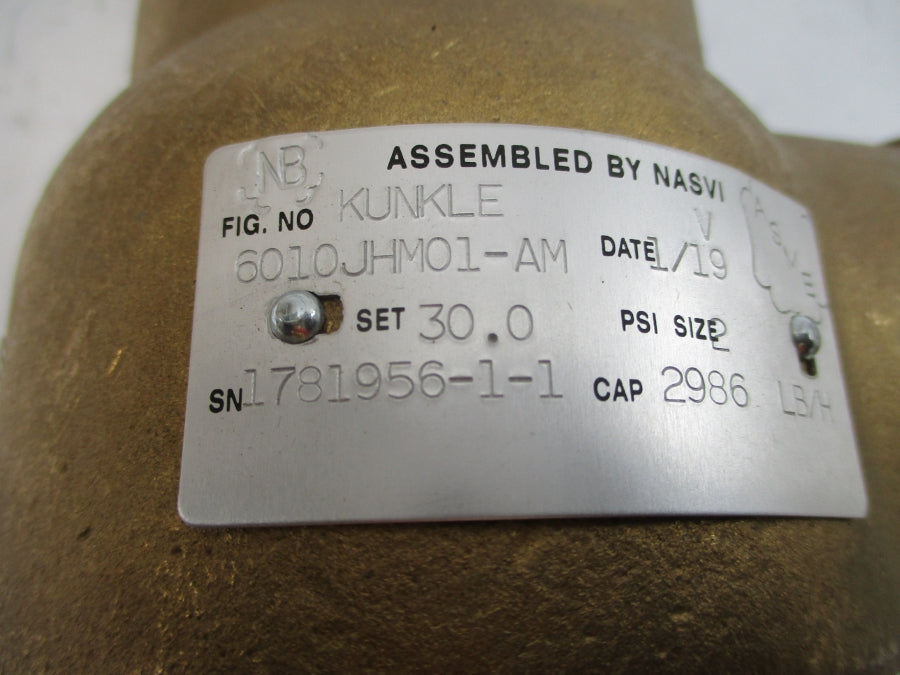 NB ASSEMBLED BY NASVI
FIG. NO KUNKLE V
6010JHM01-AM DATE 1/19
SET 30.0 PSI SIZE 2
SN 1781956-1-1 CAP 2986 LB/H